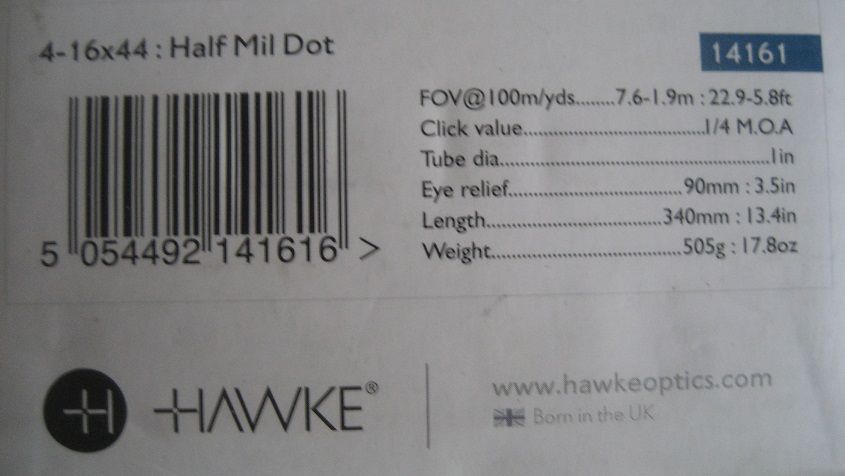 4-16x44 : Half Mil Dot
14161
FOV@100m/yds........7.6-1.9m : 22.9-5.8ft
Click value....................................1/4 M.O.A
Tube dia.....................................................1in
Eye relief..................................90mm : 3.5in
Length..................................340mm : 13.4in
Weight.....................................505g : 17.8oz
5 054492 141616 >
HAWKE®
www.hawkeoptics.com
Born in the UK